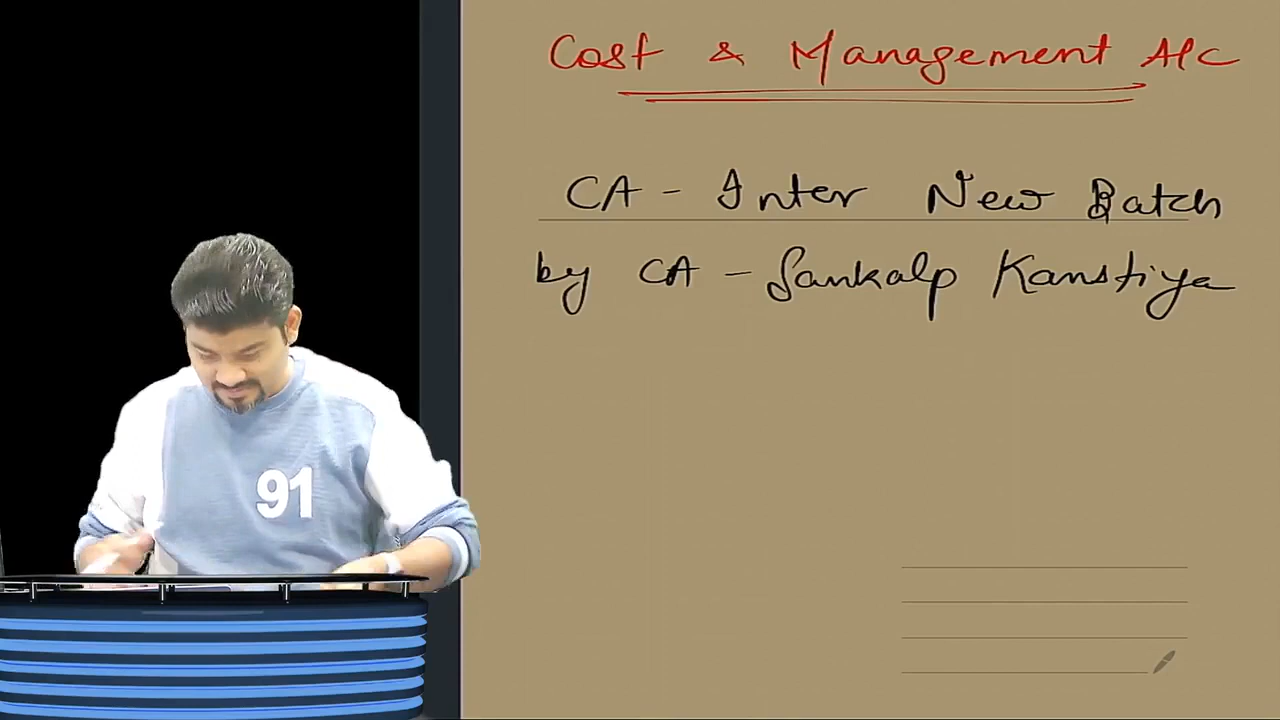 Cost & Management A/c
CA - Inter New Batch
by CA - Sankalp Kanstiya
91